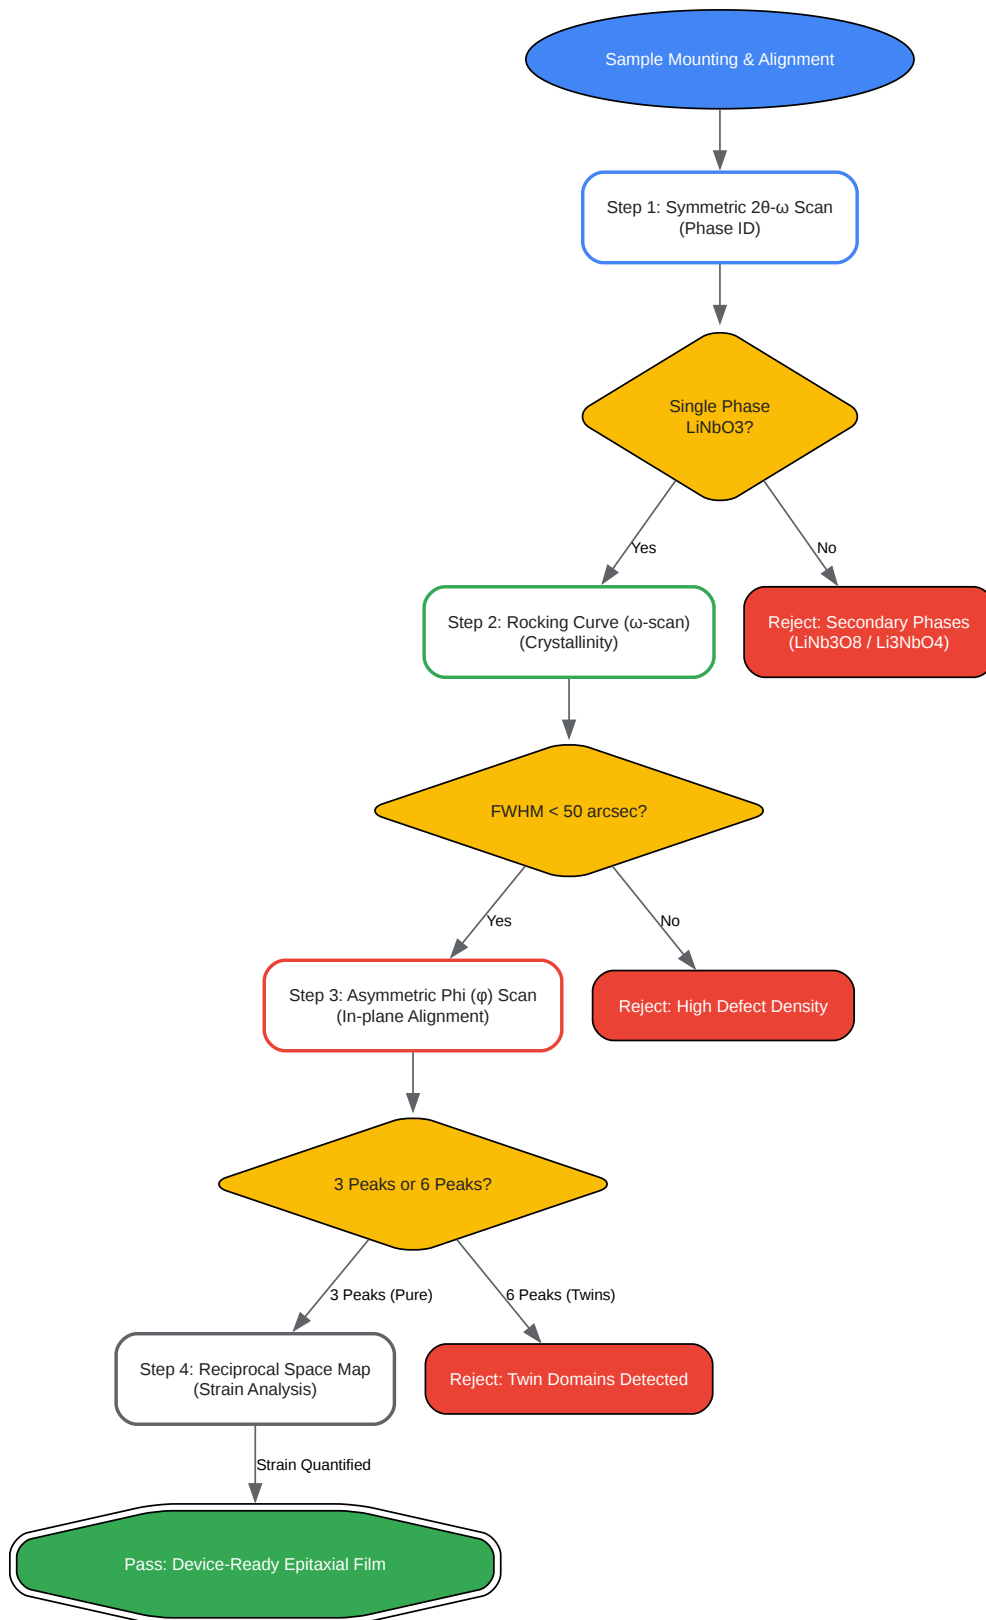 Sample Mounting & Alignment
Step 1: Symmetric 2θ-ω Scan
(Phase ID)
Single Phase
LiNbO3?
Yes
No
Step 2: Rocking Curve (ω-scan)
(Crystallinity)
Reject: Secondary Phases
(LiNb3O8 / Li3NbO4)
FWHM < 50 arcsec?
Yes
No
Step 3: Asymmetric Phi (φ) Scan
(In-plane Alignment)
Reject: High Defect Density
3 Peaks or 6 Peaks?
3 Peaks (Pure)
6 Peaks (Twins)
Step 4: Reciprocal Space Map
(Strain Analysis)
Reject: Twin Domains Detected
Strain Quantified
Pass: Device-Ready Epitaxial Film